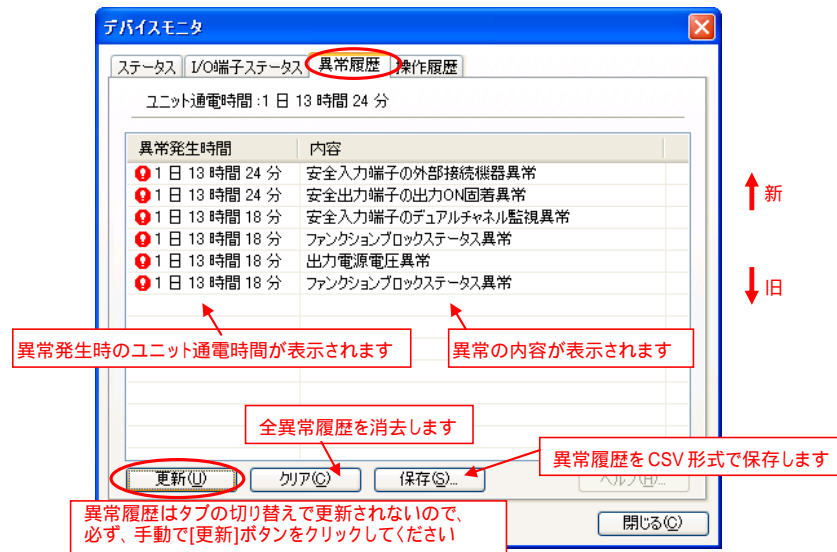 デバイスモニタ
ステータス I/O端子ステータス 異常履歴 操作履歴
ユニット通電時間 :1 日 13 時間 24 分
異常発生時間 内容
1 日 13 時間 24 分 安全入力端子の外部接続機器異常
1 日 13 時間 24 分 安全出力端子の出力ON固着異常
1 日 13 時間 18 分 安全入力端子のデュアルチャネル監視異常
1 日 13 時間 18 分 ファンクションブロックステータス異常
1 日 13 時間 18 分 出力電源電圧異常
1 日 13 時間 18 分 ファンクションブロックステータス異常
新
旧
異常発生時のユニット通電時間が表示されます
異常の内容が表示されます
全異常履歴を消去します
異常履歴をCSV形式で保存します
更新(U) クリア(C) 保存(S)... ヘルプ(H)...
異常履歴はタブの切り替えで更新されないので、
必ず、手動で[更新]ボタンをクリックしてください
閉じる(C)